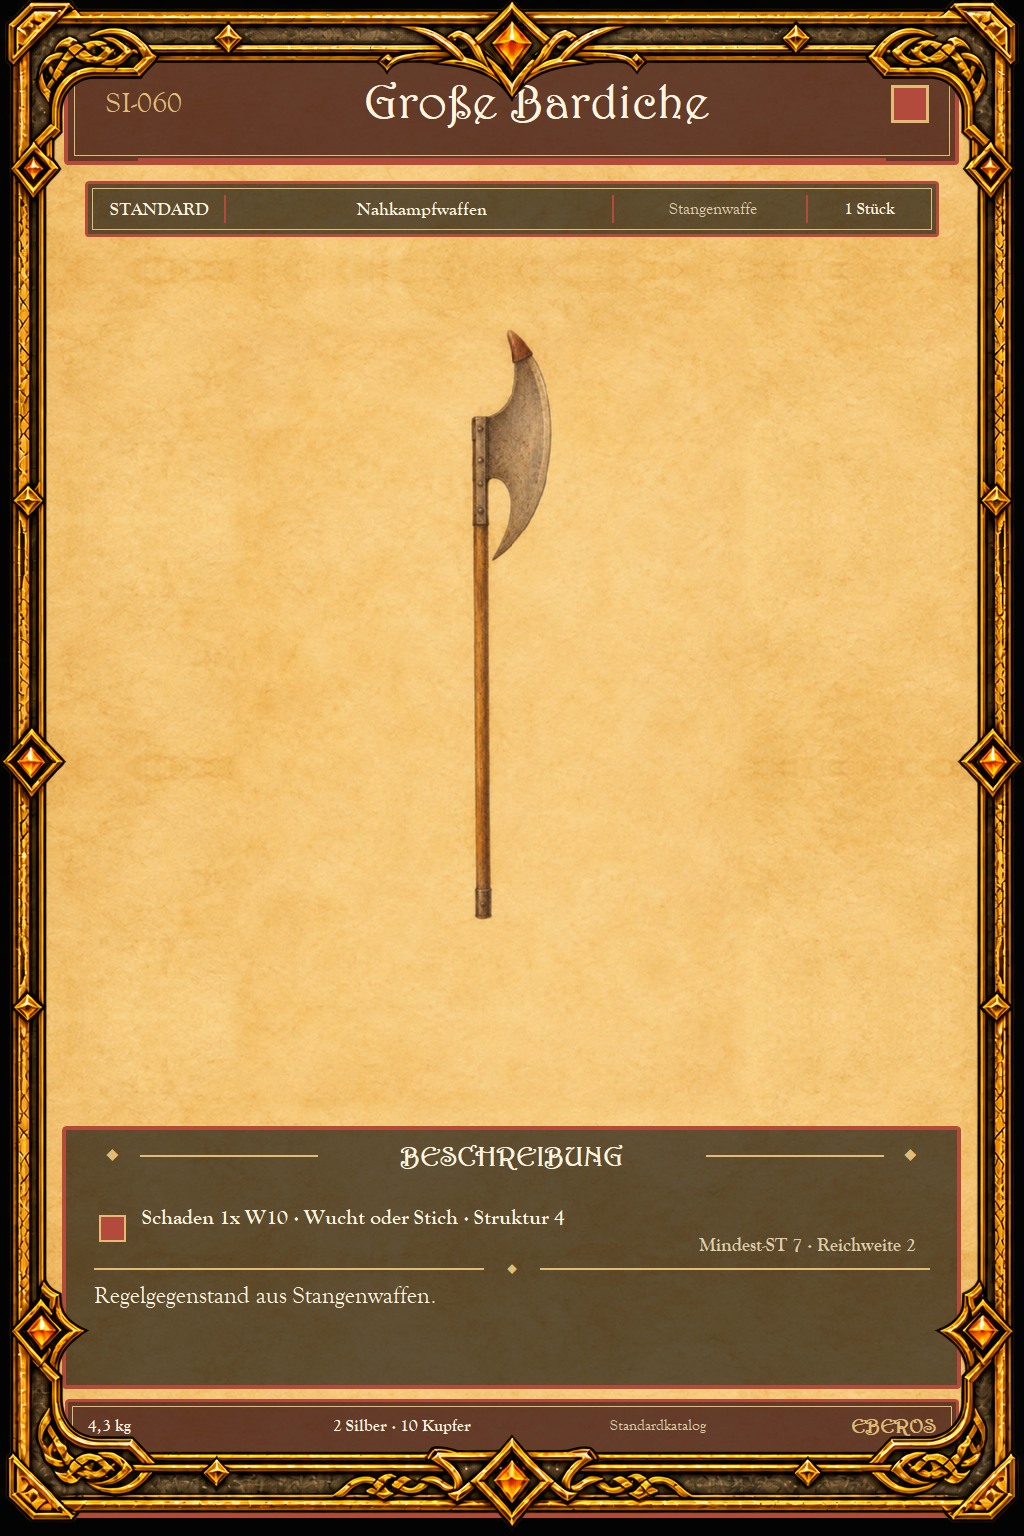 SI-060
Große Bardiche
STANDARD
Nahkampfwaffen
Stangenwaffe
1 Stück
BESCHREIBUNG
Schaden 1x W10 · Wucht oder Stich · Struktur 4
Mindest-ST 7 · Reichweite 2
Regelgegenstand aus Stangenwaffen.
4,3 kg
2 Silber · 10 Kupfer
Standardkatalog
EBEROS